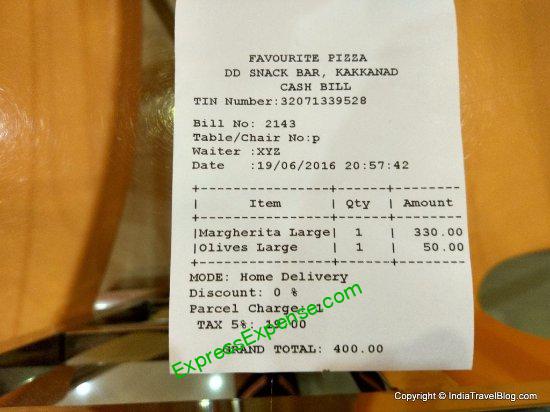 FAVOURITE PIZZA
DD SNACK BAR, KAKKANAD
CASH BILL
TIN Number:32071339528
Bill No: 2143
Table/Chair No:p
Waiter :XYZ
Date :19/06/2016 20:57:42
Item | Qty | Amount
|Margherita Large| 1 | 330.00
|Olives Large | 1 | 50.00
MODE: Home Delivery
Discount: 0 %
Parcel Charge: 1
TAX 5%: 19.00
GRAND TOTAL: 400.00
ExpressExpense.com
Copyright © IndiaTravelBlog.com